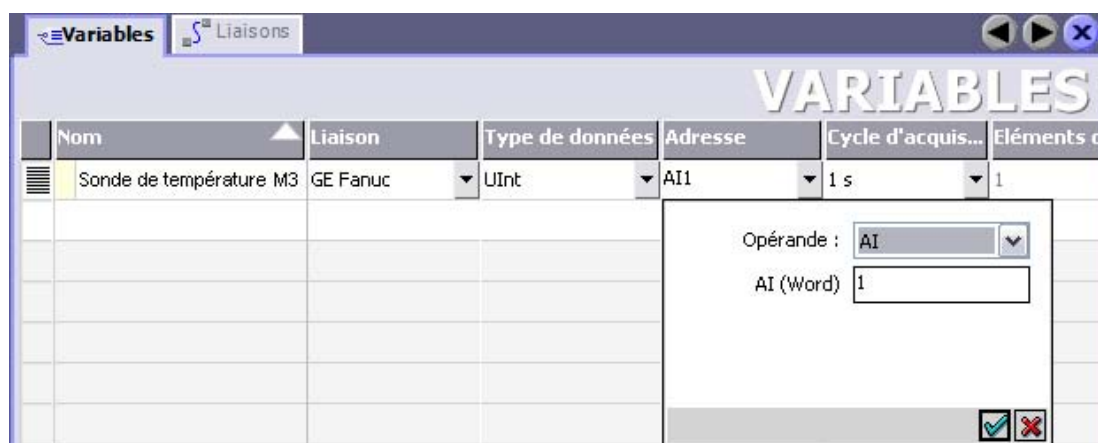 Variables Liaisons
VARIABLES
Nom Liaison Type de données Adresse Cycle d'acquis... Eléments
Sonde de température M3 GE Fanuc UInt AI1 1 s 1
Opérande : AI
AI (Word) 1